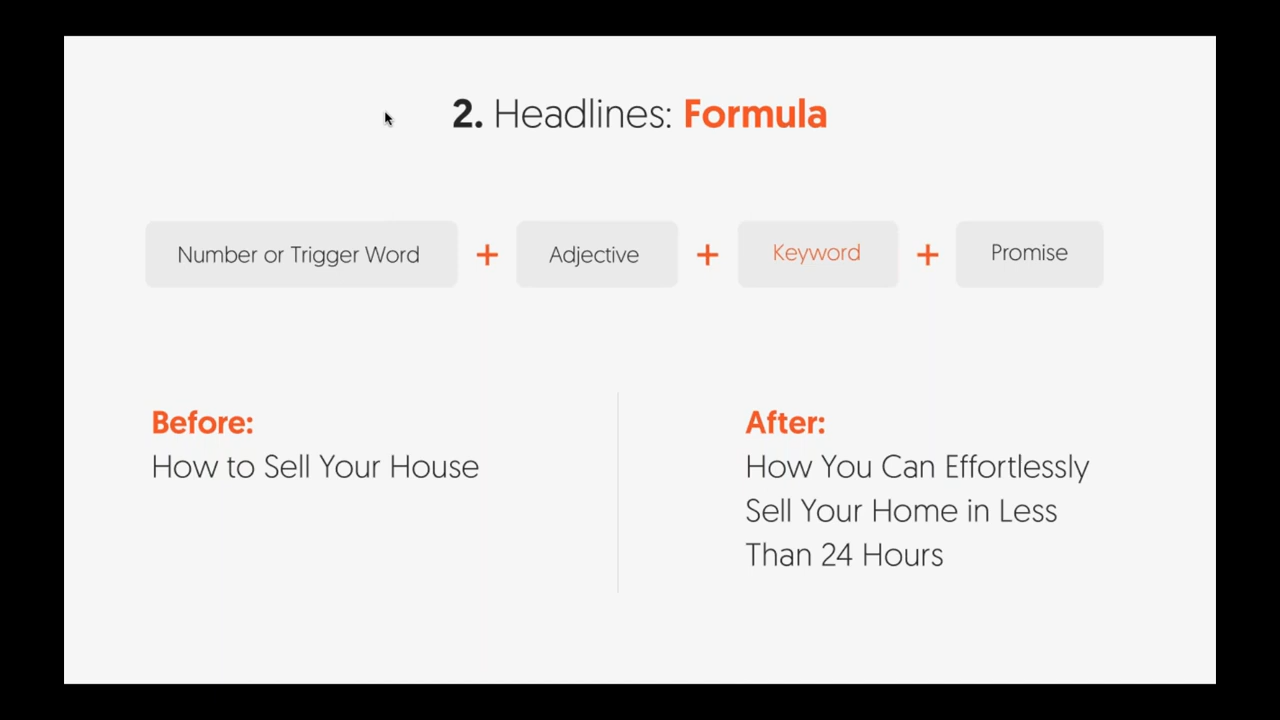 2. Headlines: Formula
Number or Trigger Word + Adjective + Keyword + Promise
Before:
How to Sell Your House
After:
How You Can Effortlessly
Sell Your Home in Less
Than 24 Hours